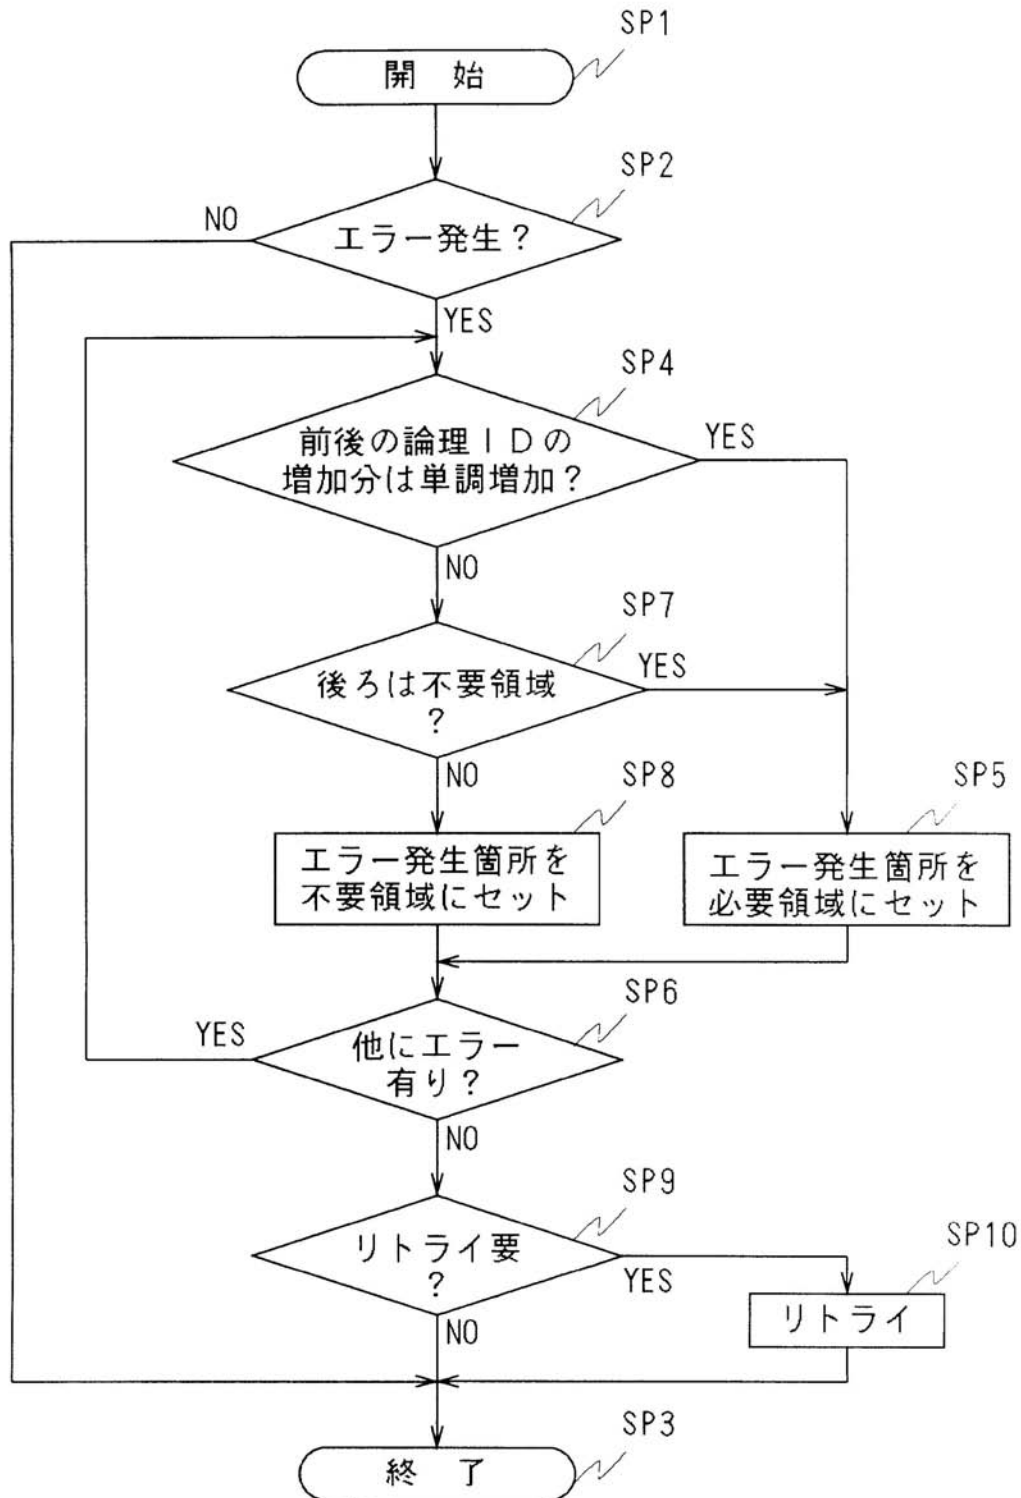 SP1
開 始
SP2
エラー発生?
NO
YES
SP4
前後の論理IDの
増加分は単調増加?
YES
NO
SP7
後ろは不要領域
?
YES
NO
SP8
エラー発生箇所を
不要領域にセット
SP5
エラー発生箇所を
必要領域にセット
SP6
他にエラー
有り?
YES
NO
SP9
リトライ要
?
YES
NO
SP10
リトライ
SP3
終 了